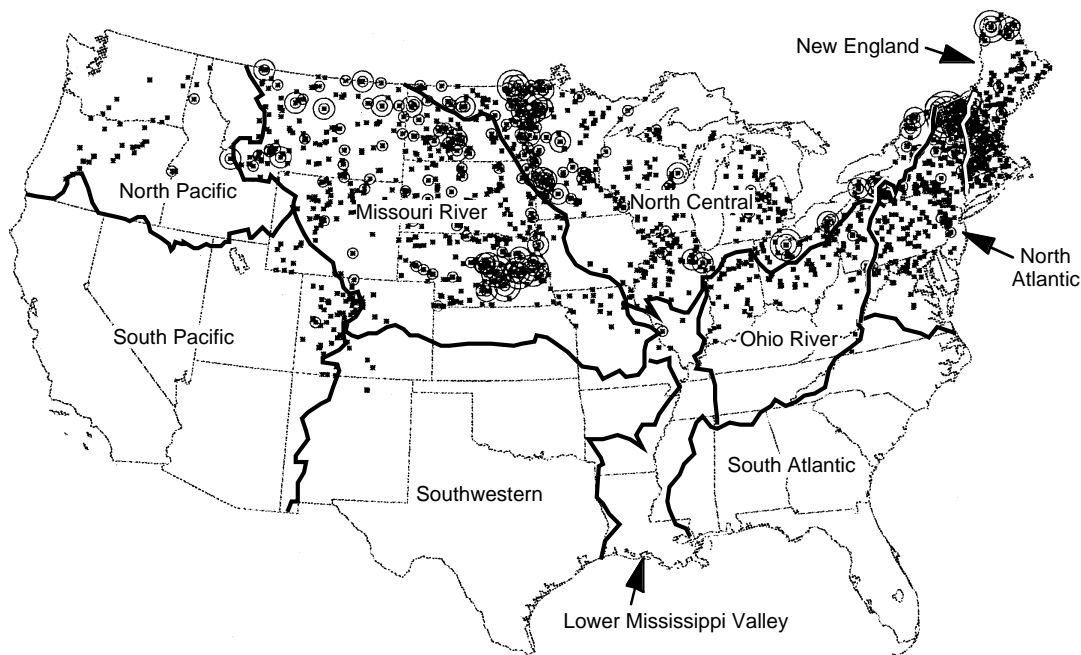 New England
North Pacific
Missouri River
North Central
North
Atlantic
South Pacific
Ohio River
South Atlantic
Southwestern
Lower Mississippi Valley